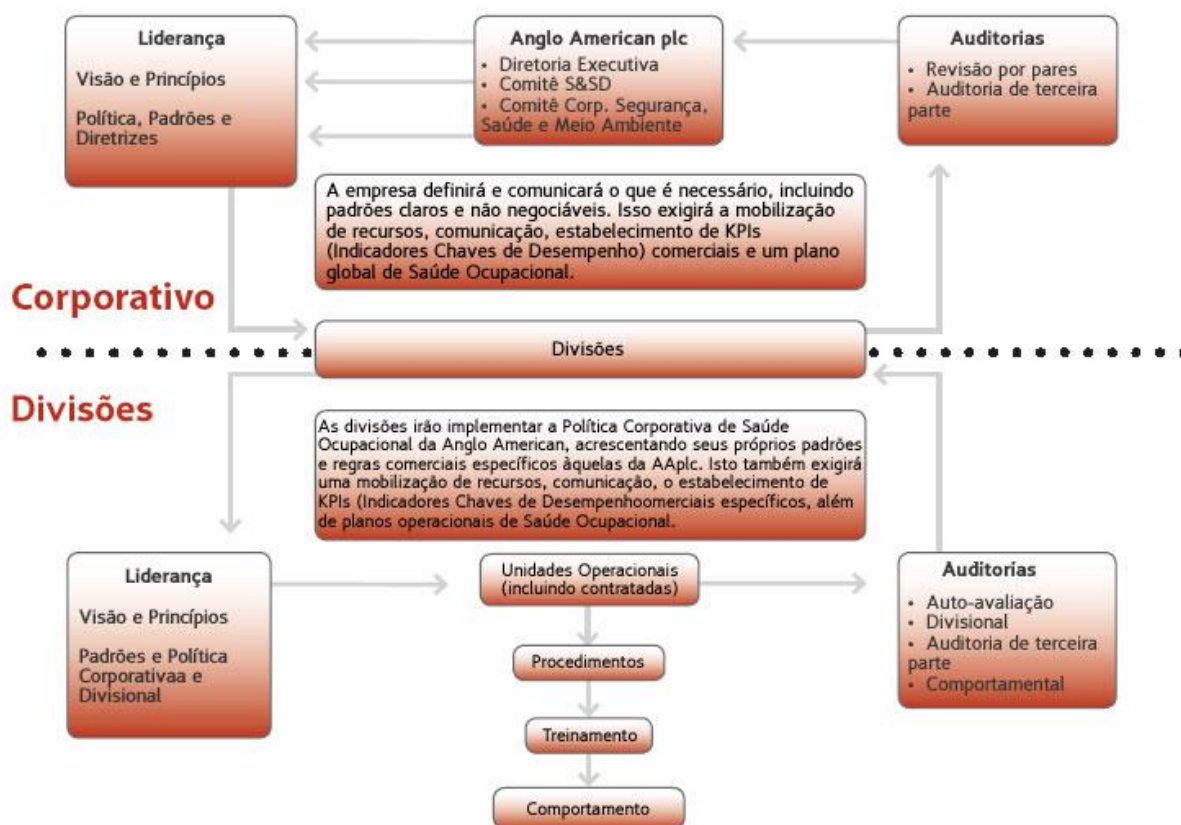 Liderança
Visão e Princípios
Política, Padrões e
Diretrizes
Anglo American plc
• Diretoria Executiva
• Comitê S&SD
• Comitê Corp. Segurança,
Saúde e Meio Ambiente
Auditorias
• Revisão por pares
• Auditoria de terceira
parte
A empresa definirá e comunicará o que é necessário, incluindo
padrões claros e não negociáveis. Isso exigirá a mobilização
de recursos, comunicação, estabelecimento de KPIs
(Indicadores Chaves de Desempenho) comerciais e um plano
global de Saúde Ocupacional.
Corporativo
Divisões
Divisões
As divisões irão implementar a Política Corporativa de Saúde
Ocupacional da Anglo American, acrescentando seus próprios padrões
e regras comerciais específicos àquelas da AAplc. Isto também exigirá
uma mobilização de recursos, comunicação, o estabelecimento de
KPIs (Indicadores Chaves de Desempenhoomerciais específicos, além
de planos operacionais de Saúde Ocupacional.
Liderança
Visão e Princípios
Padrões e Política
Corporativaa e
Divisional
Unidades Operacionais
(incluindo contratadas)
Procedimentos
Treinamento
Comportamento
Auditorias
• Auto-avaliação
• Divisional
• Auditoria de terceira
parte
• Comportamental